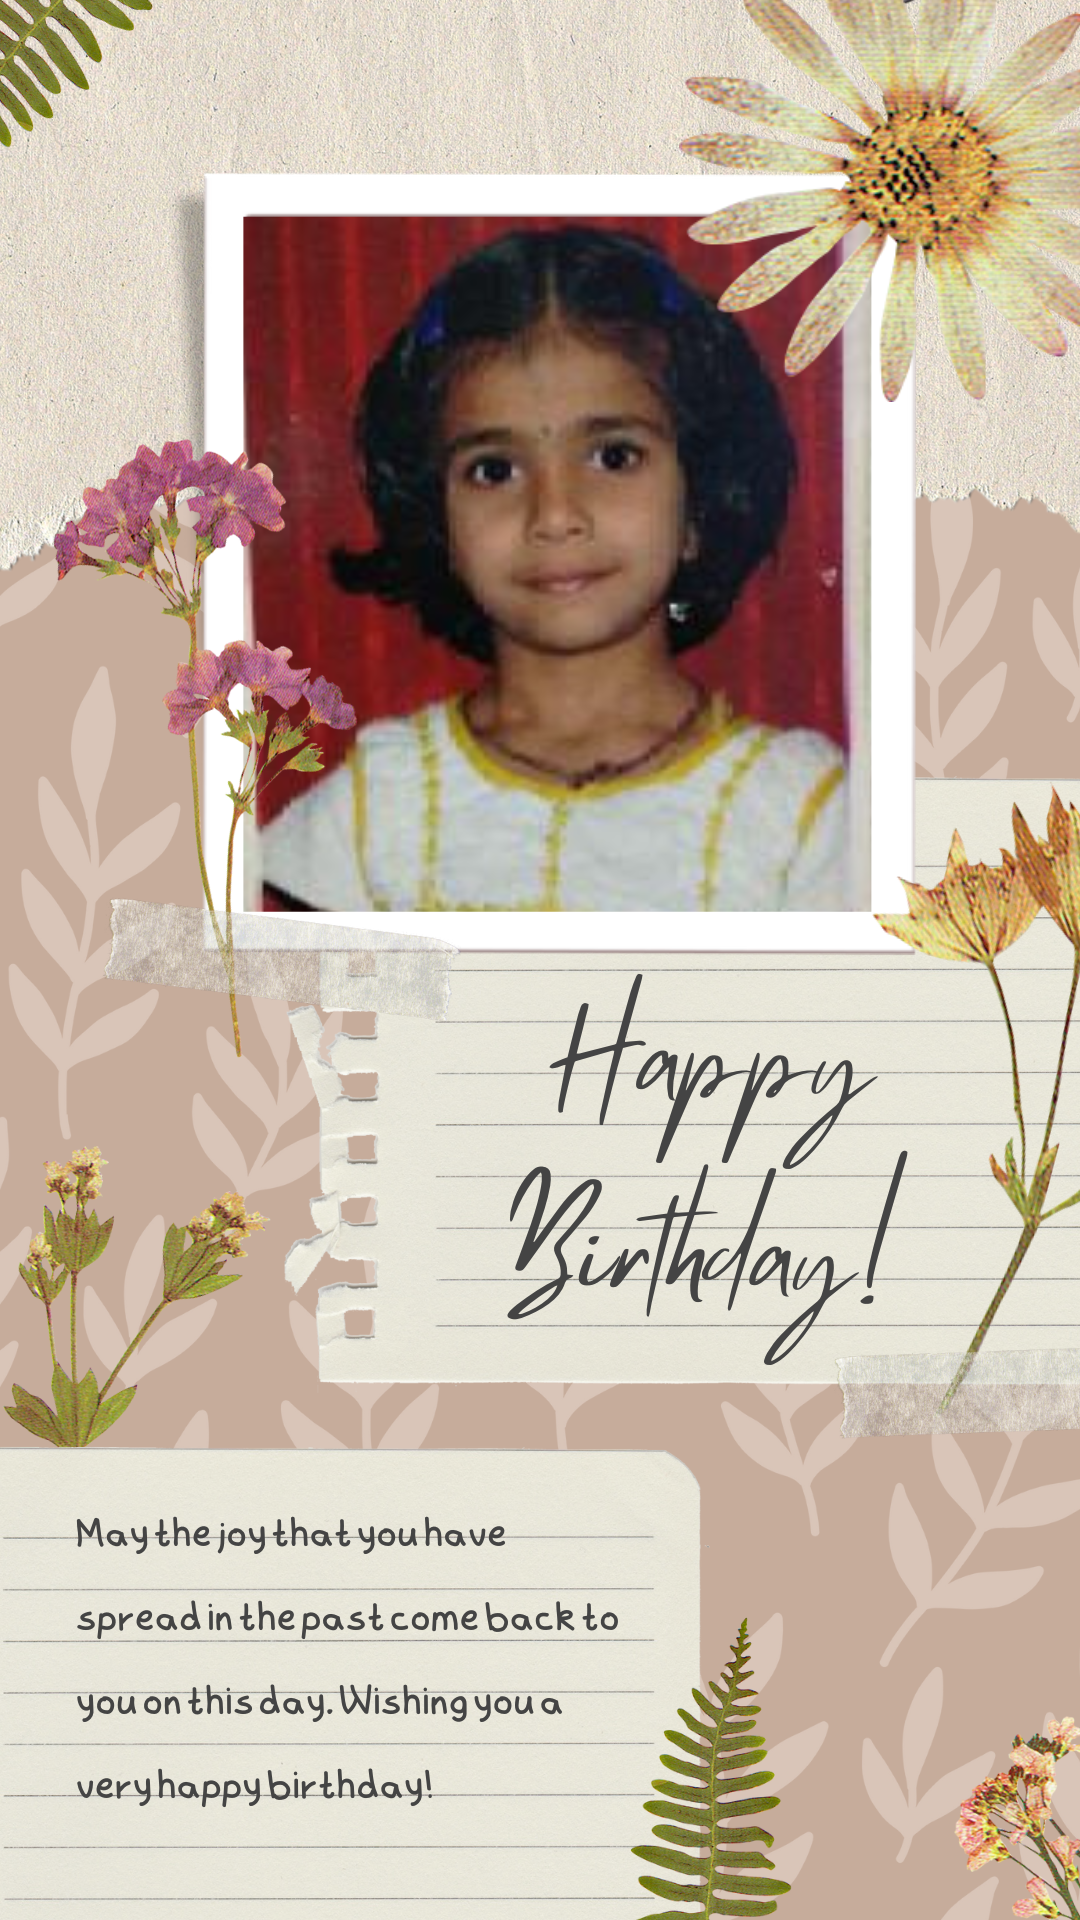 Happy
Birthday!
May the joy that you have
spread in the past come back to
you on this day. Wishing you a
very happy birthday!